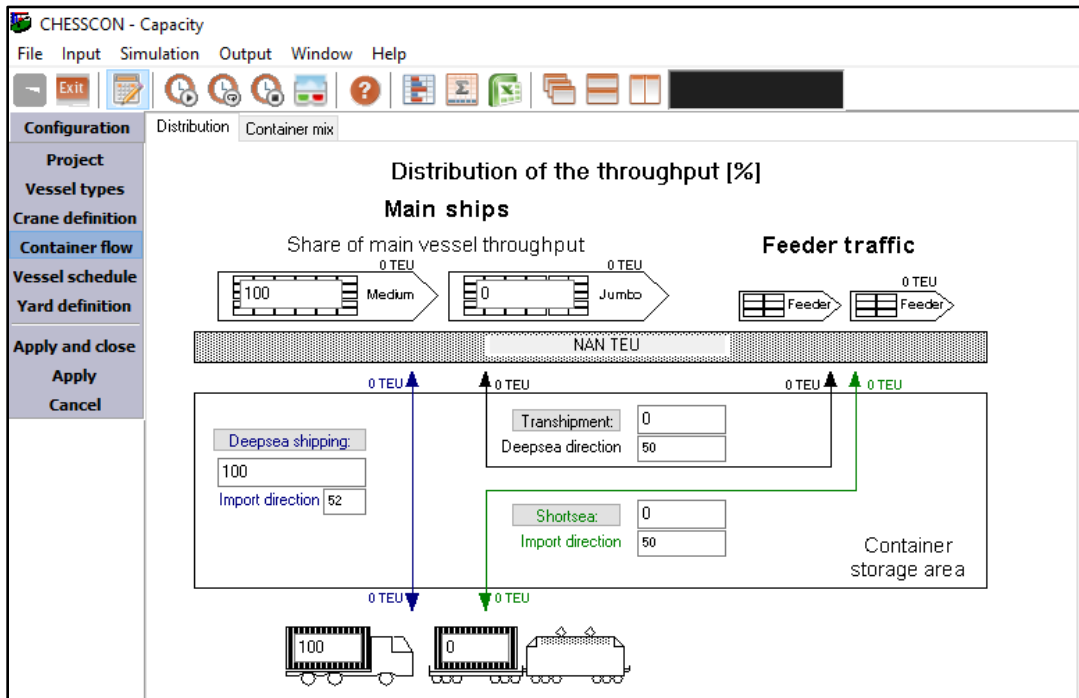 CHESSCON - Capacity
File Input Simulation Output Window Help
Exit
Configuration
Project
Vessel types
Crane definition
Container flow
Vessel schedule
Yard definition
Apply and close
Apply
Cancel
Distribution Container mix
Distribution of the throughput [%]
Main ships
Share of main vessel throughput
Feeder traffic
0 TEU 0 TEU 0 TEU
100 Medium 0 Jumbo Feeder Feeder
NAN TEU
0 TEU 0 TEU 0 TEU 0 TEU
Transhipment: 0
Deepsea direction 50
Deepsea shipping:
100
Import direction 52
Shortsea: 0
Import direction 50
Container
storage area
0 TEU 0 TEU
100 0